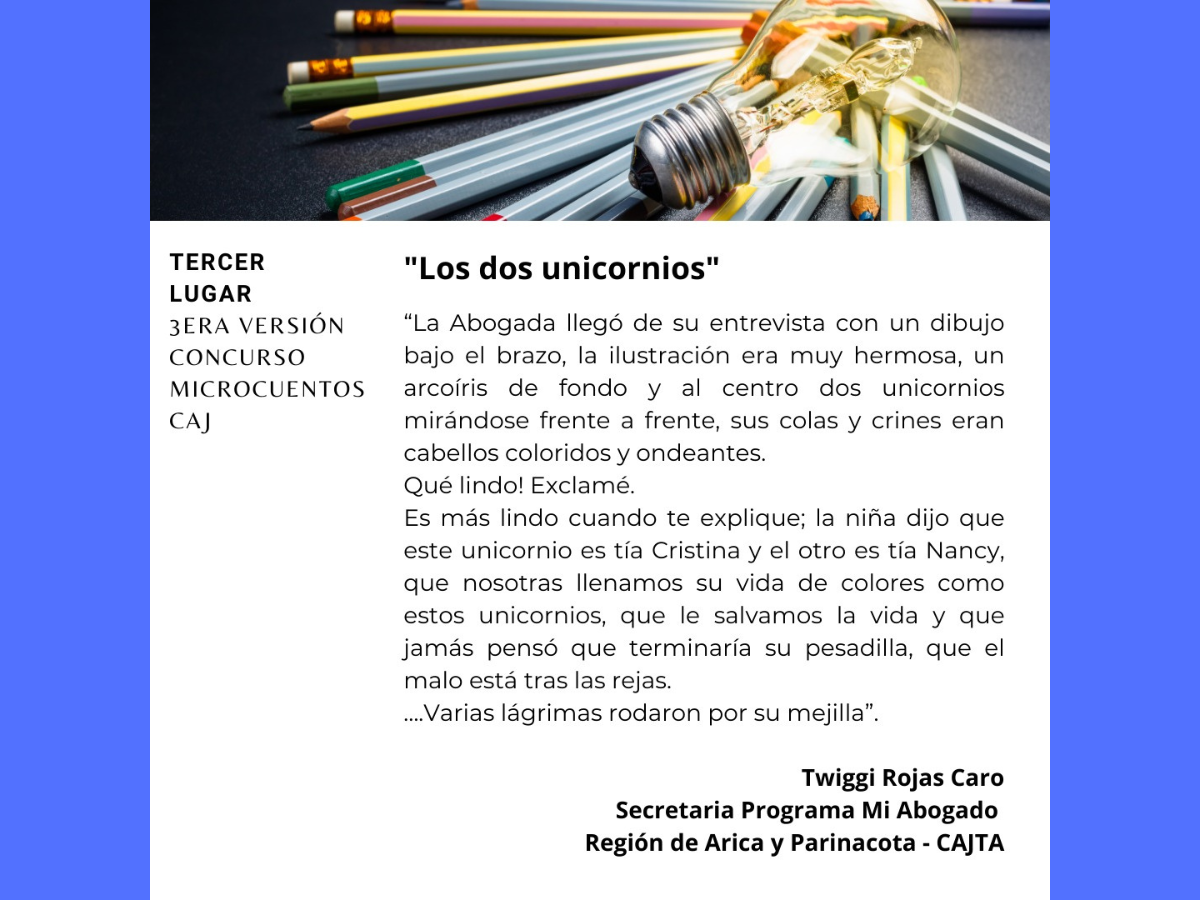 TERCER
LUGAR
3ERA VERSIÓN
CONCURSO
MICROCUENTOS
CAJ
"Los dos unicornios"
“La Abogada llegó de su entrevista con un dibujo
bajo el brazo, la ilustración era muy hermosa, un
arcoíris de fondo y al centro dos unicornios
mirándose frente a frente, sus colas y crines eran
cabellos coloridos y ondeantes.
Qué lindo! Exclamé.
Es más lindo cuando te explique; la niña dijo que
este unicornio es tía Cristina y el otro es tía Nancy,
que nosotras llenamos su vida de colores como
estos unicornios, que le salvamos la vida y que
jamás pensó que terminaría su pesadilla, que el
malo está tras las rejas.
....Varias lágrimas rodaron por su mejilla”.
Twiggi Rojas Caro
Secretaria Programa Mi Abogado
Región de Arica y Parinacota - CAJTA